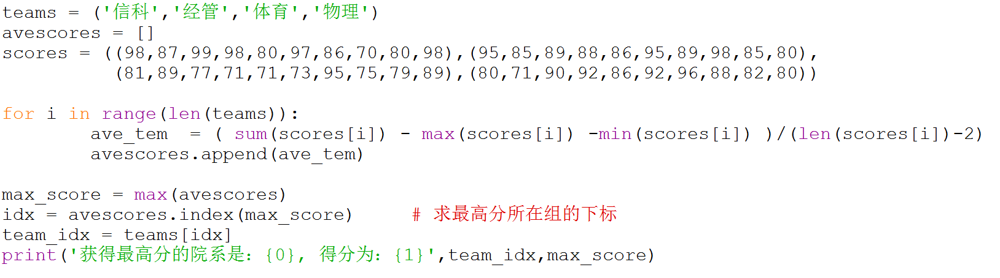 teams = ('信科','经管','体育','物理')
avescores = []
scores = ((98,87,99,98,80,97,86,70,80,98),(95,85,89,88,86,95,89,98,85,80),
(81,89,77,71,71,73,95,75,79,89),(80,71,90,92,86,92,96,88,82,80))
for i in range(len(teams)):
ave_tem  = ( sum(scores[i]) - max(scores[i]) -min(scores[i]) )/(len(scores[i])-2)
avescores.append(ave_tem)
max_score = max(avescores)
idx = avescores.index(max_score)      # 求最高分所在组的下标
team_idx = teams[idx]
print('获得最高分的院系是：{0}, 得分为：{1}',team_idx,max_score)